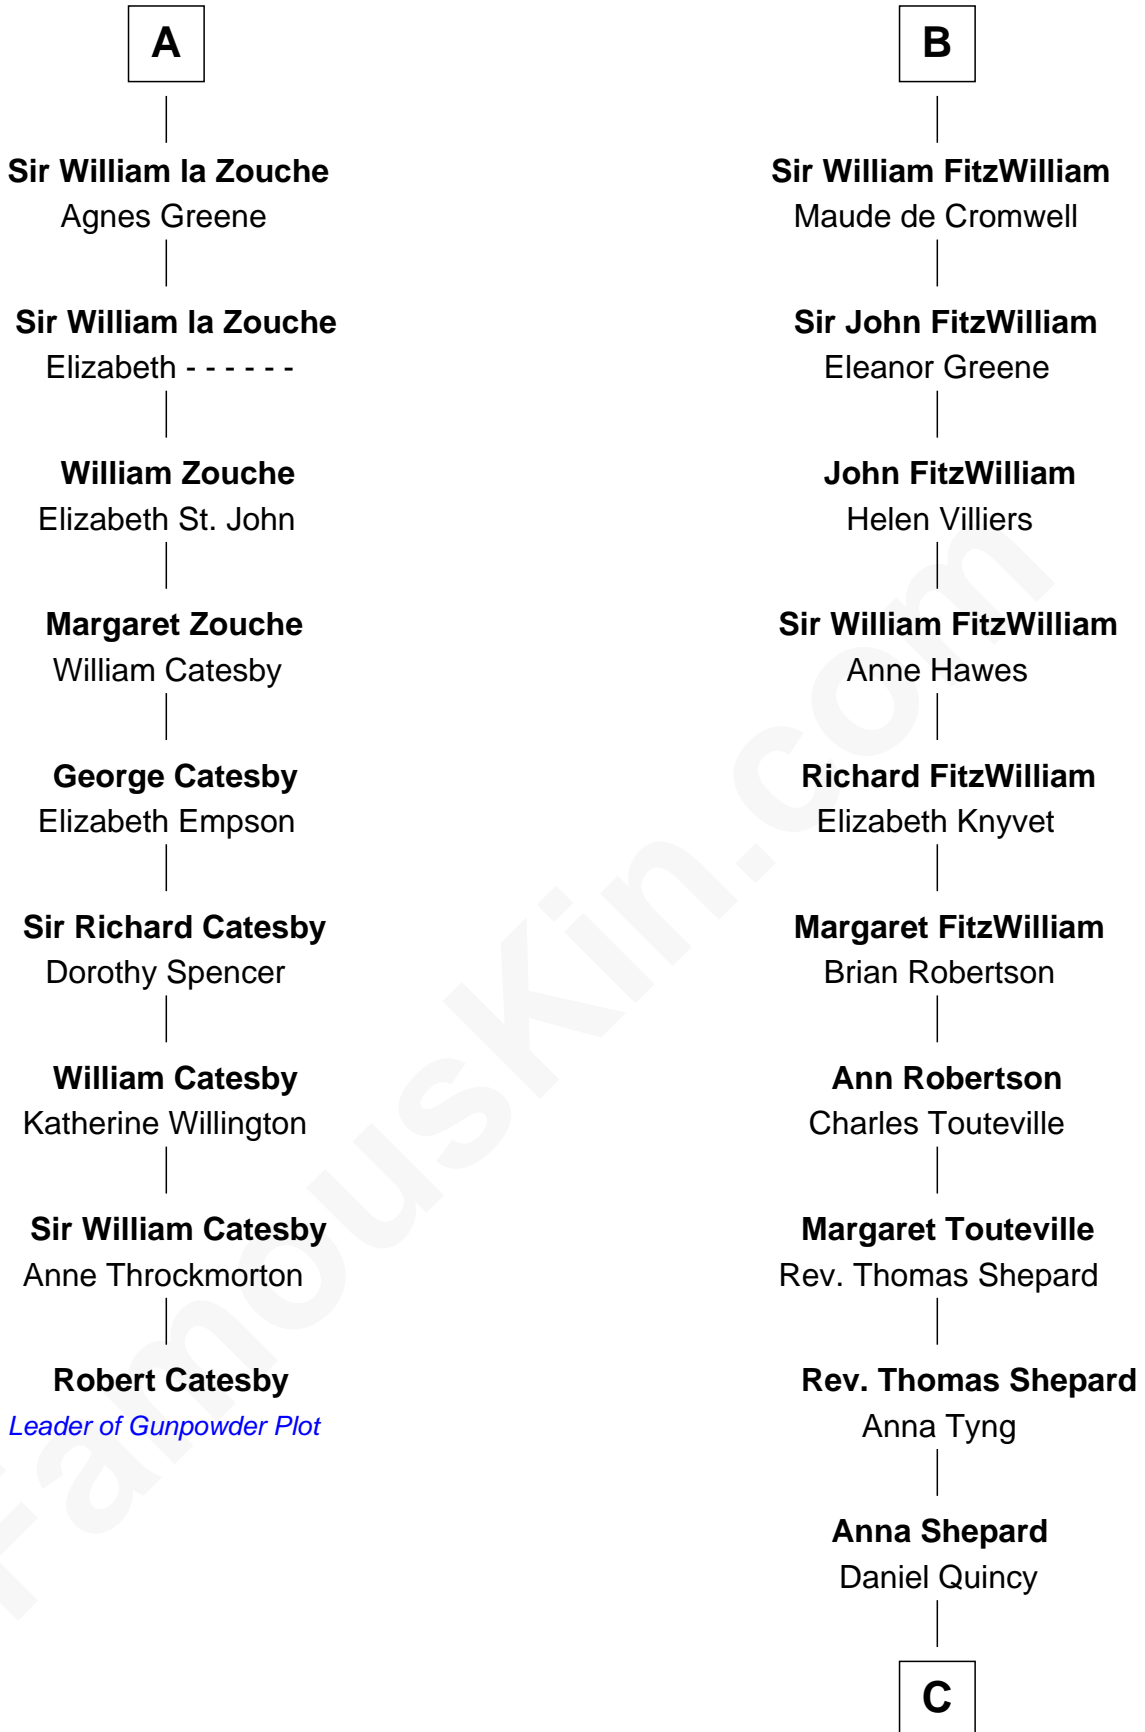 A
Sir William la Zouche
Agnes Greene
Sir William la Zouche
Elizabeth - - - - - -
William Zouche
Elizabeth St. John
Margaret Zouche
William Catesby
George Catesby
Elizabeth Empson
Sir Richard Catesby
Dorothy Spencer
William Catesby
Katherine Willington
Sir William Catesby
Anne Throckmorton
Robert Catesby
Leader of Gunpowder Plot
B
Sir William FitzWilliam
Maude de Cromwell
Sir John FitzWilliam
Eleanor Greene
John FitzWilliam
Helen Villiers
Sir William FitzWilliam
Anne Hawes
Richard FitzWilliam
Elizabeth Knyvet
Margaret FitzWilliam
Brian Robertson
Ann Robertson
Charles Touteville
Margaret Touteville
Rev. Thomas Shepard
Rev. Thomas Shepard
Anna Tyng
Anna Shepard
Daniel Quincy
C
FamousKin.com